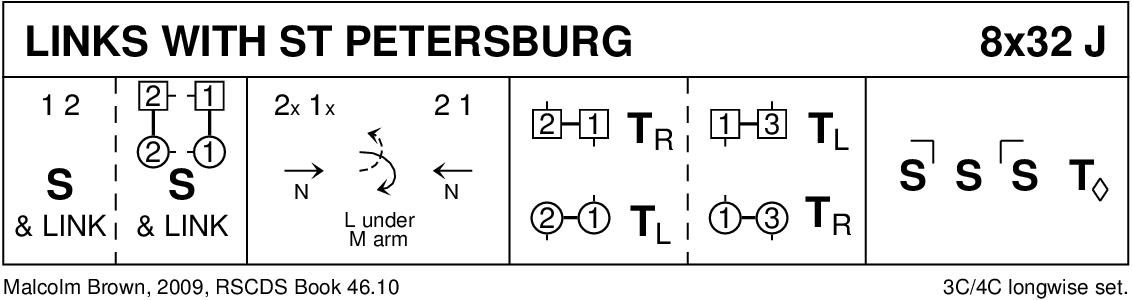 LINKS WITH ST PETERSBURG 8x32 J
1 2 2 1 2x 1x 2 1 2 1 TR 1 3 TL
2 1
S S N N S S S T
& LINK & LINK L under M arm 2 1 TL 1 3 TR
Malcolm Brown, 2009, RSCDS Book 46.10 3C/4C longwise set.